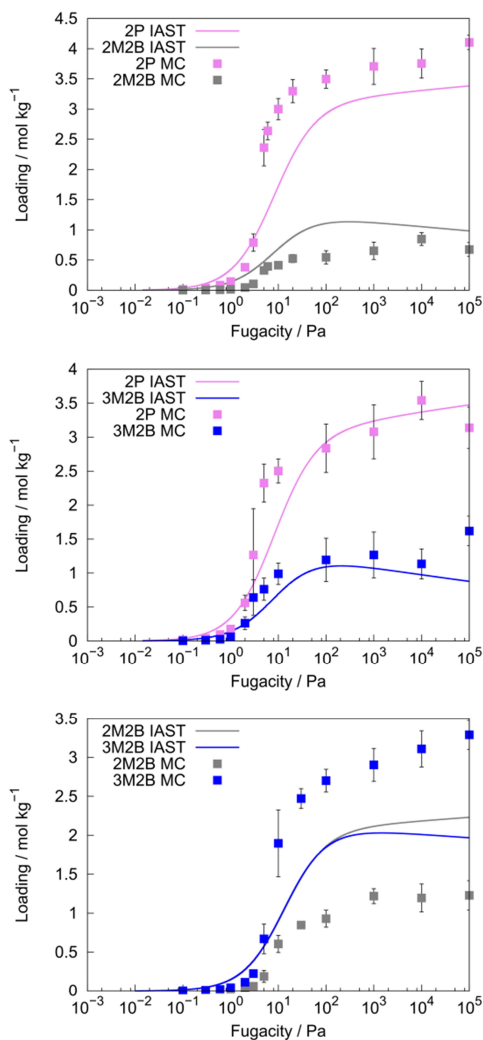 4.5
4
3.5
3
2.5
2
1.5
1
0.5
0
Loading / mol kg⁻¹
2P IAST
2M2B IAST
2P MC
2M2B MC
10⁻³ 10⁻² 10⁻¹ 10⁰ 10¹ 10² 10³ 10⁴ 10⁵
Fugacity / Pa
4
3.5
3
2.5
2
1.5
1
0.5
0
Loading / mol kg⁻¹
2P IAST
3M2B IAST
2P MC
3M2B MC
10⁻³ 10⁻² 10⁻¹ 10⁰ 10¹ 10² 10³ 10⁴ 10⁵
Fugacity / Pa
3.5
3
2.5
2
1.5
1
0.5
0
Loading / mol kg⁻¹
2M2B IAST
3M2B IAST
2M2B MC
3M2B MC
10⁻³ 10⁻² 10⁻¹ 10⁰ 10¹ 10² 10³ 10⁴ 10⁵
Fugacity / Pa